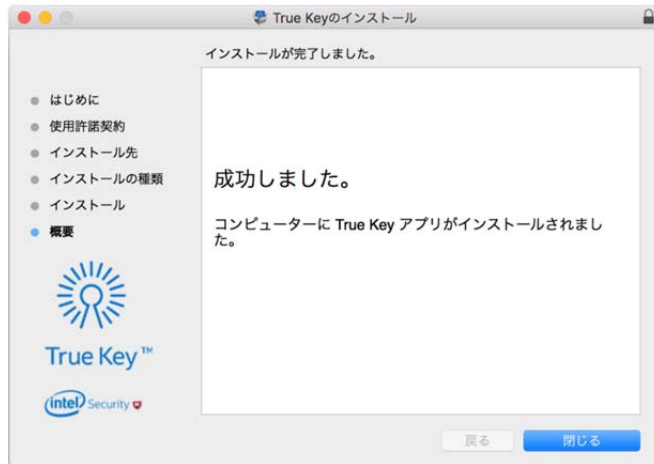 True Keyのインストール
インストールが完了しました。
はじめに
使用許諾契約
インストール先
インストールの種類
インストール
概要
成功しました。
コンピューターに True Key アプリがインストールされまし
た。
True Key™
intel Security
戻る
閉じる